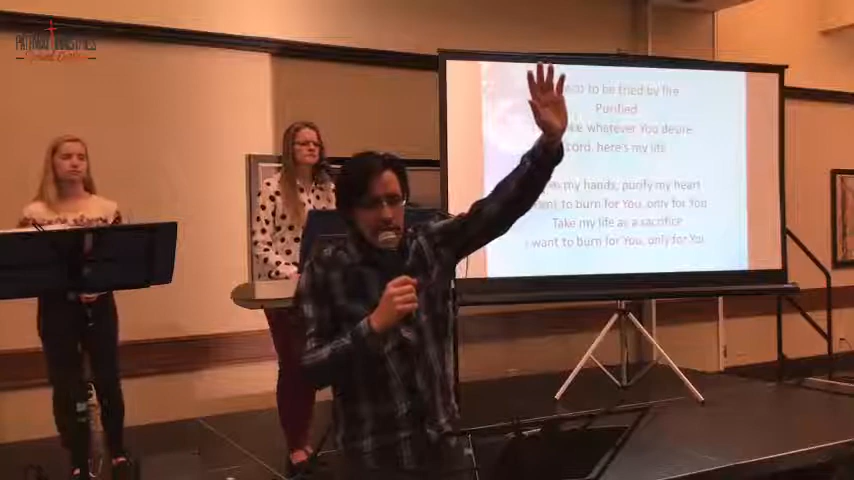 to be tried by fire
Purified
whatever You desire
Lord, here's my life
my hands, purify my heart
to burn for You, only for You
Take my life as a sacrifice
I want to burn for You, only for You